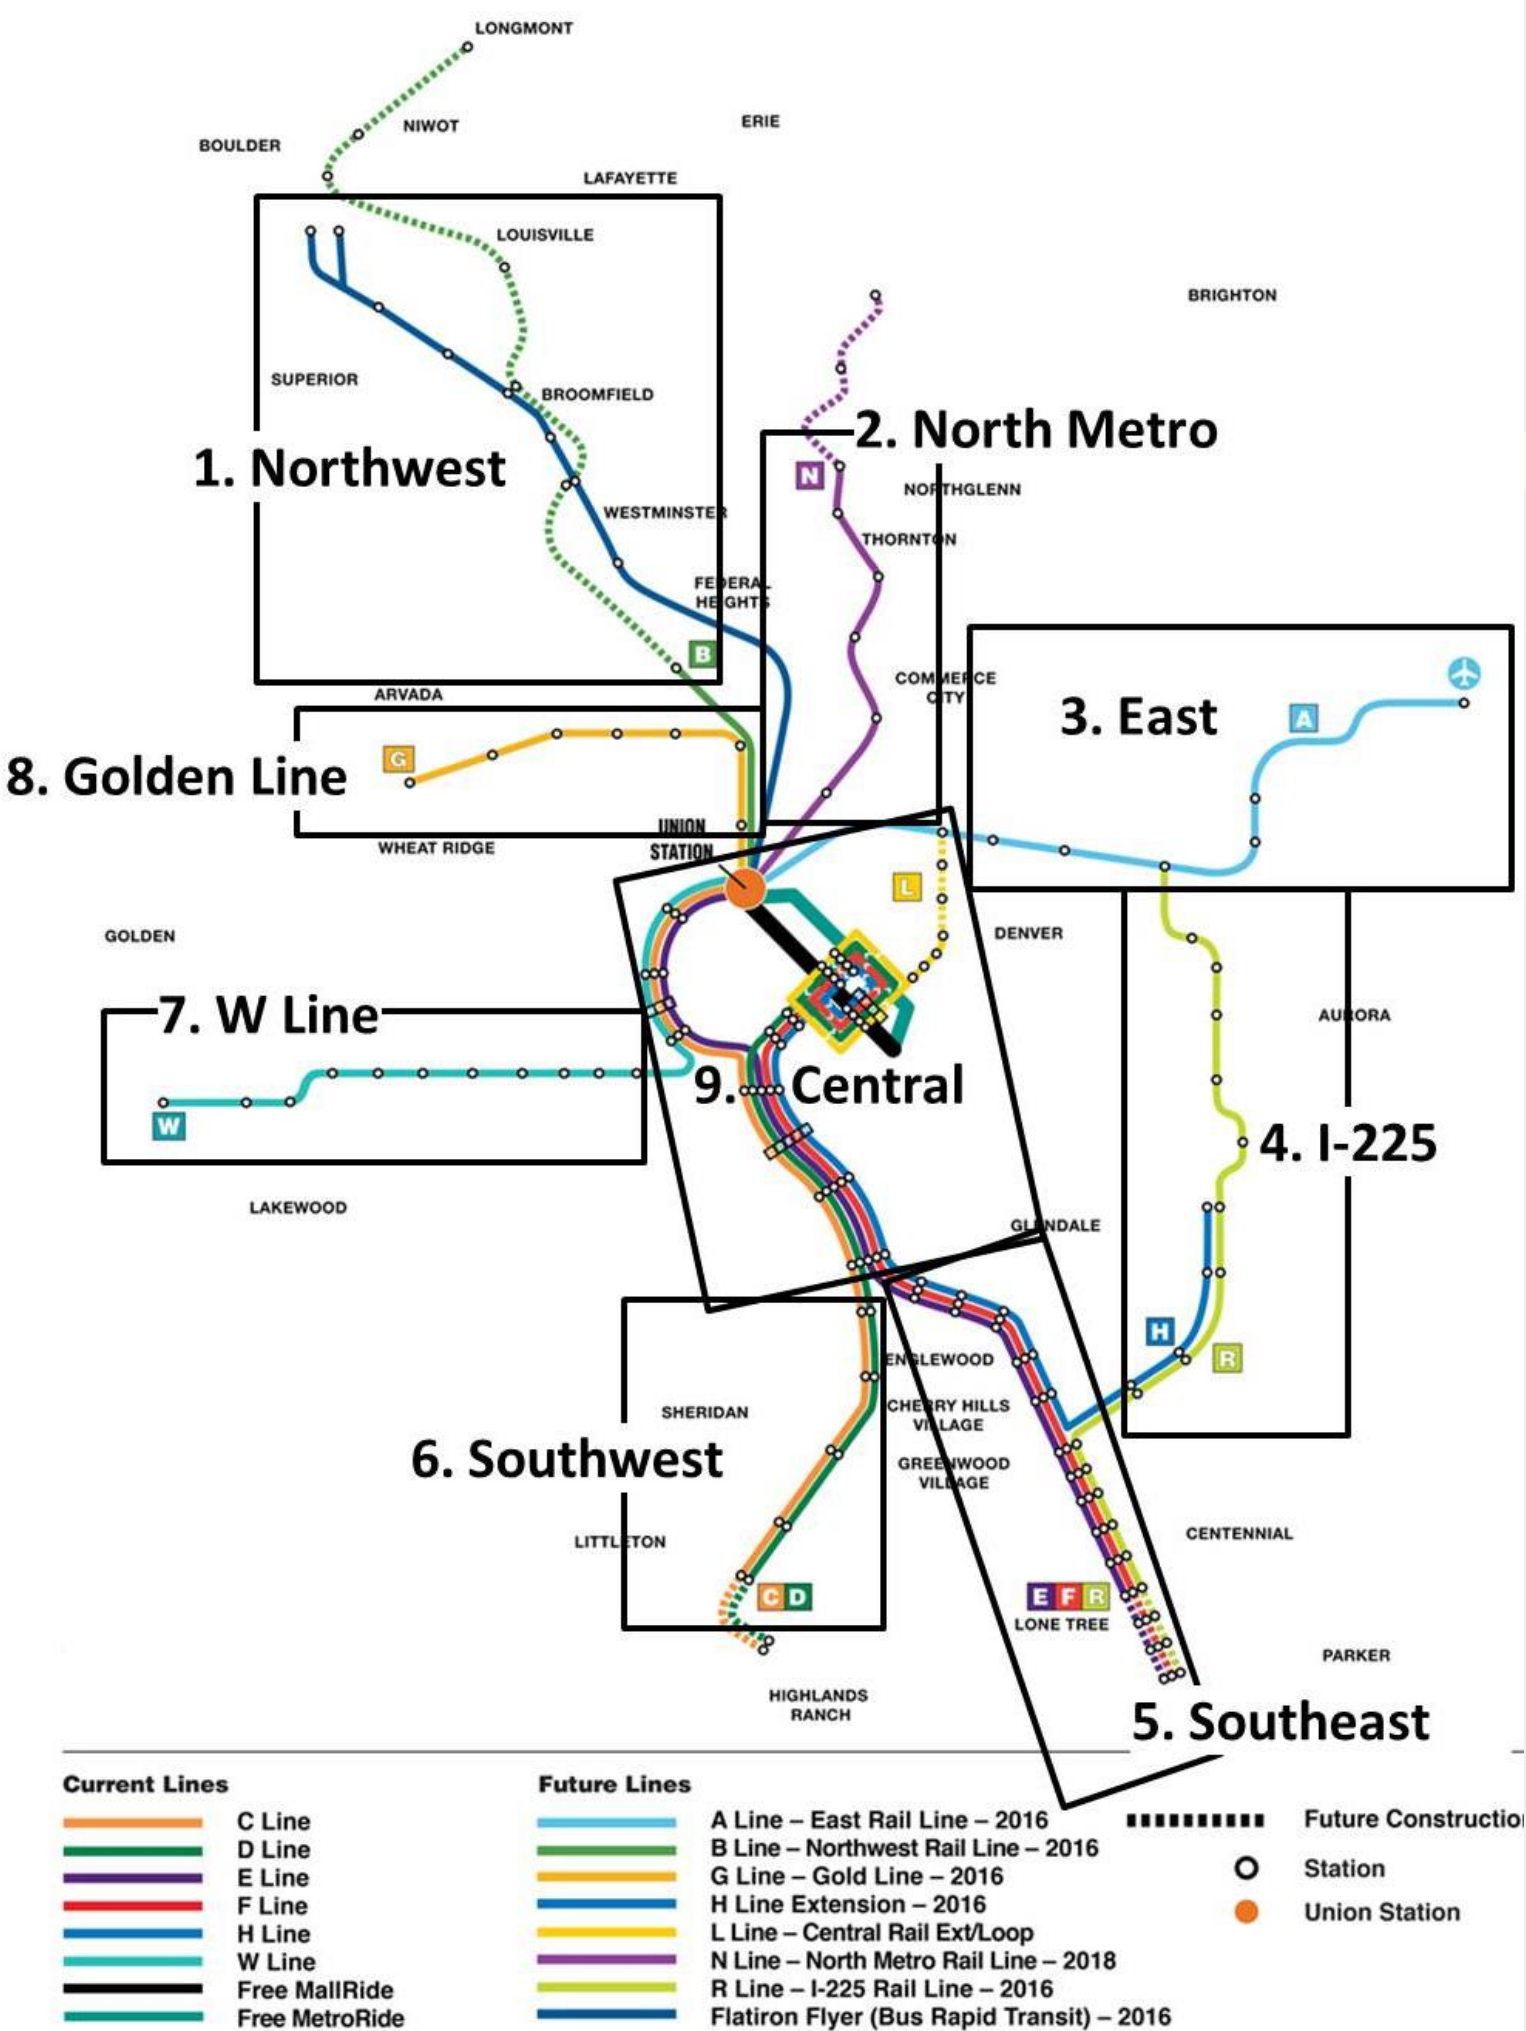 LONGMONT
NIWOT
ERIE
BOULDER
LAFAYETTE
LOUISVILLE
BRIGHTON
SUPERIOR
BROOMFIELD
2. North Metro
1. Northwest
N
NORTHGLENN
WESTMINSTER
THORNTON
FEDERAL
HEIGHTS
B
COMMERCE
CITY
ARVADA
3. East
A
G
8. Golden Line
UNION
STATION
WHEAT RIDGE
L
GOLDEN
DENVER
7. W Line
AURORA
9. Central
W
4. I-225
LAKEWOOD
GLENDALE
H
R
ENGLEWOOD
SHERIDAN
CHERRY HILLS
VILLAGE
6. Southwest
GREENWOOD
VILLAGE
LITTLETON
CENTENNIAL
C D
E F R
LONE TREE
PARKER
HIGHLANDS
RANCH
5. Southeast
Current Lines
C Line
D Line
E Line
F Line
H Line
W Line
Free MallRide
Free MetroRide
Future Lines
A Line – East Rail Line – 2016
B Line – Northwest Rail Line – 2016
G Line – Gold Line – 2016
H Line Extension – 2016
L Line – Central Rail Ext/Loop
N Line – North Metro Rail Line – 2018
R Line – I-225 Rail Line – 2016
Flatiron Flyer (Bus Rapid Transit) – 2016
Future Constructio
Station
Union Station